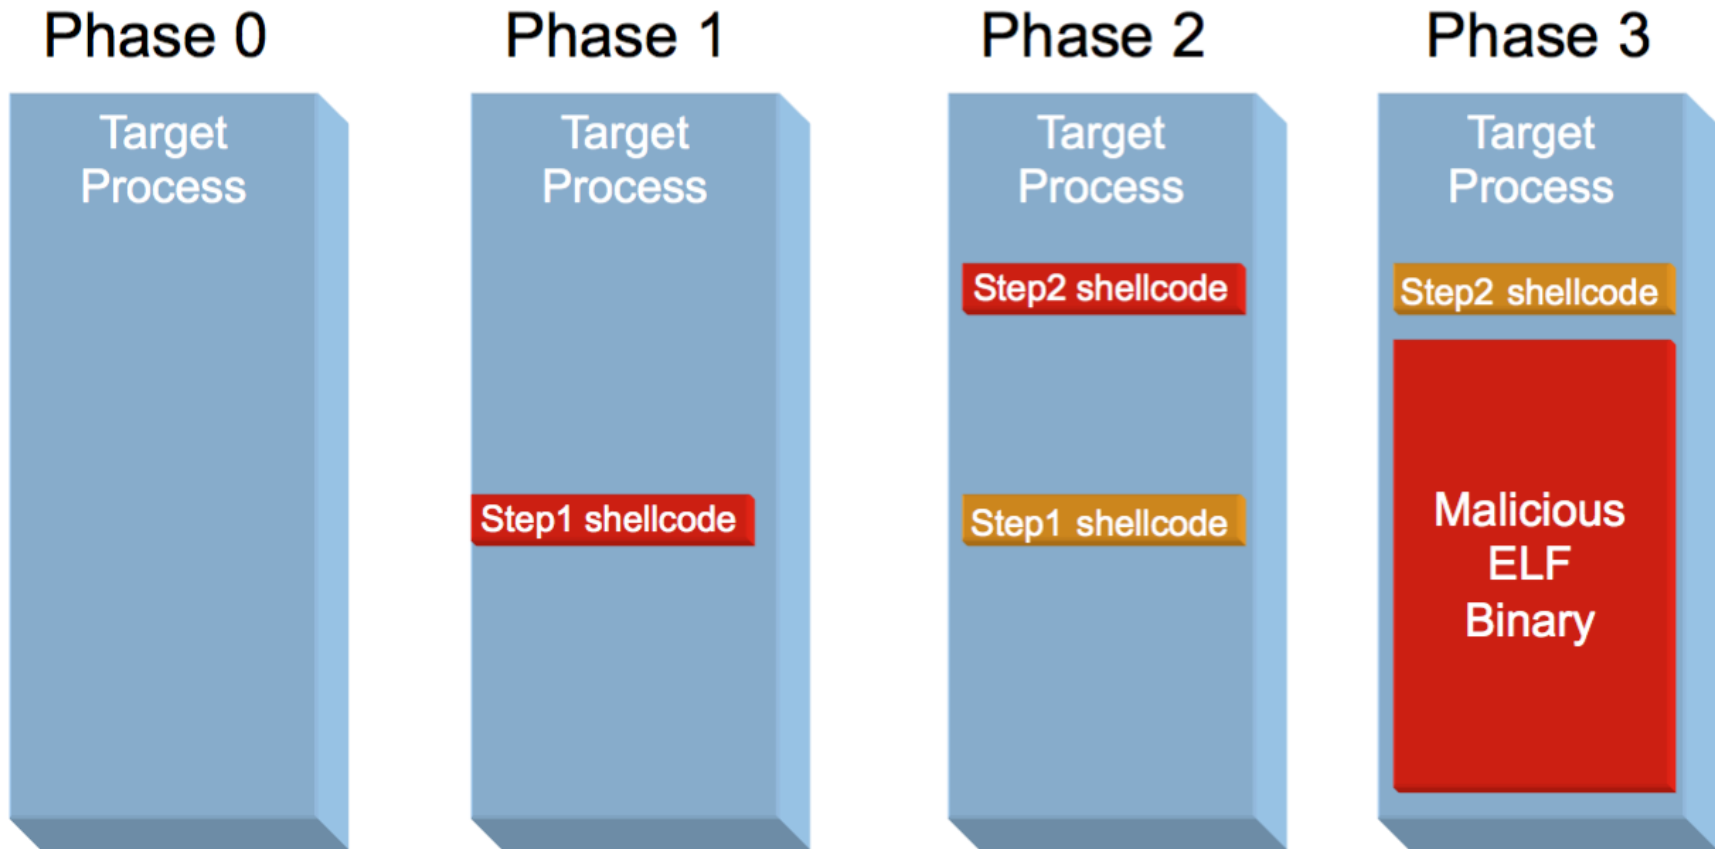 Phase 0
Target
Process
Phase 1
Target
Process
Step1 shellcode
Phase 2
Target
Process
Step2 shellcode
Step1 shellcode
Phase 3
Target
Process
Step2 shellcode
Malicious
ELF
Binary